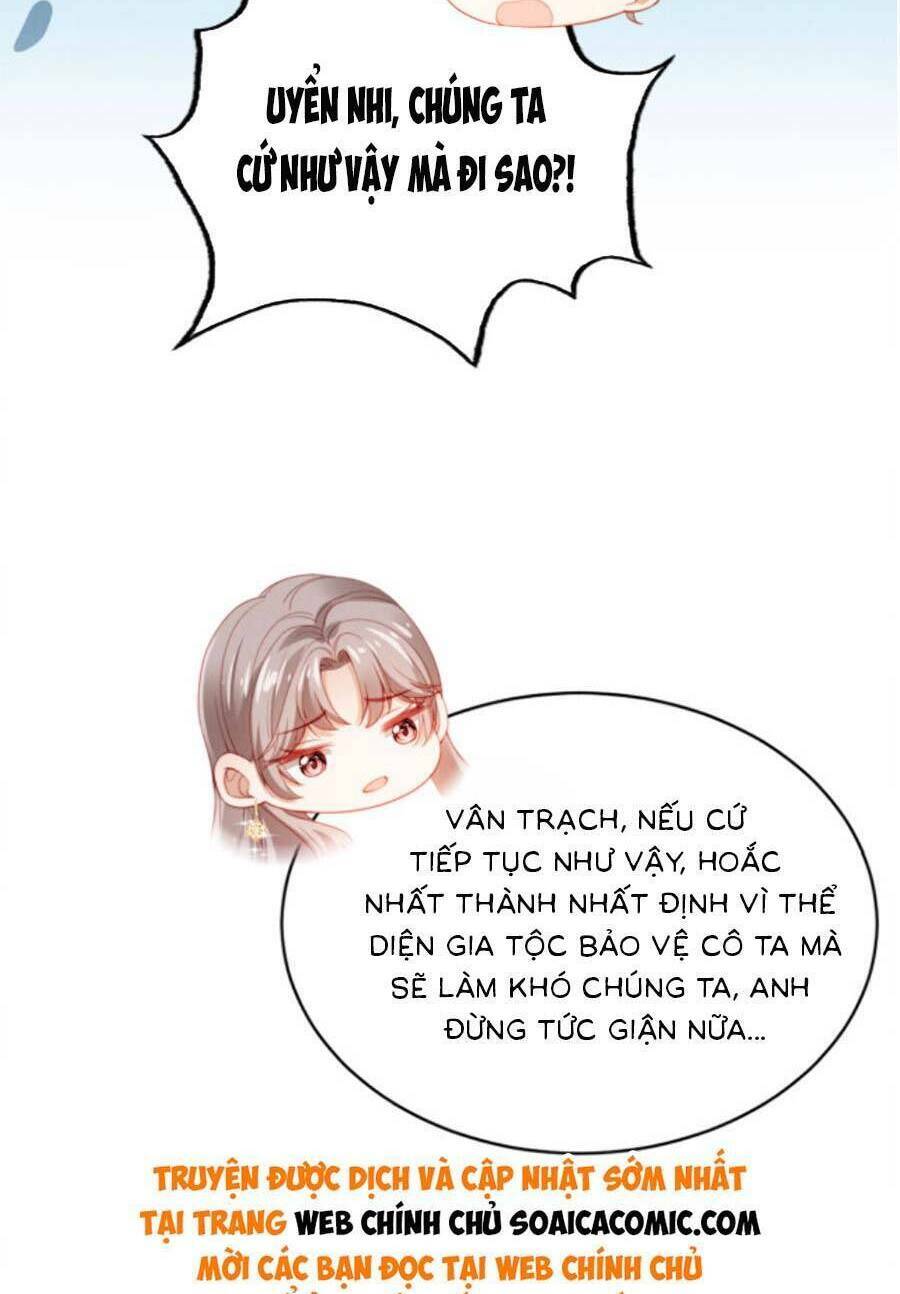 UYỂN NHI, CHÚNG TA
CỨ NHƯ VẬY MÀ ĐI SAO?!
VÂN TRẠCH, NẾU CỨ
TIẾP TỤC NHƯ VẬY, HOẮC
NHẤT THÀNH NHẤT ĐỊNH VÌ THỂ
DIỆN GIA TỘC BẢO VỆ CÔ TA MÀ
SẼ LÀM KHÓ CHÚNG TA, ANH
ĐỪNG TỨC GIẬN NỮA...
TRUYỆN ĐƯỢC DỊCH VÀ CẬP NHẬT SỚM NHẤT
TẠI TRANG WEB CHÍNH CHỦ SOAICACOMIC.COM
MỜI CÁC BẠN ĐỌC TẠI WEB CHÍNH CHỦ